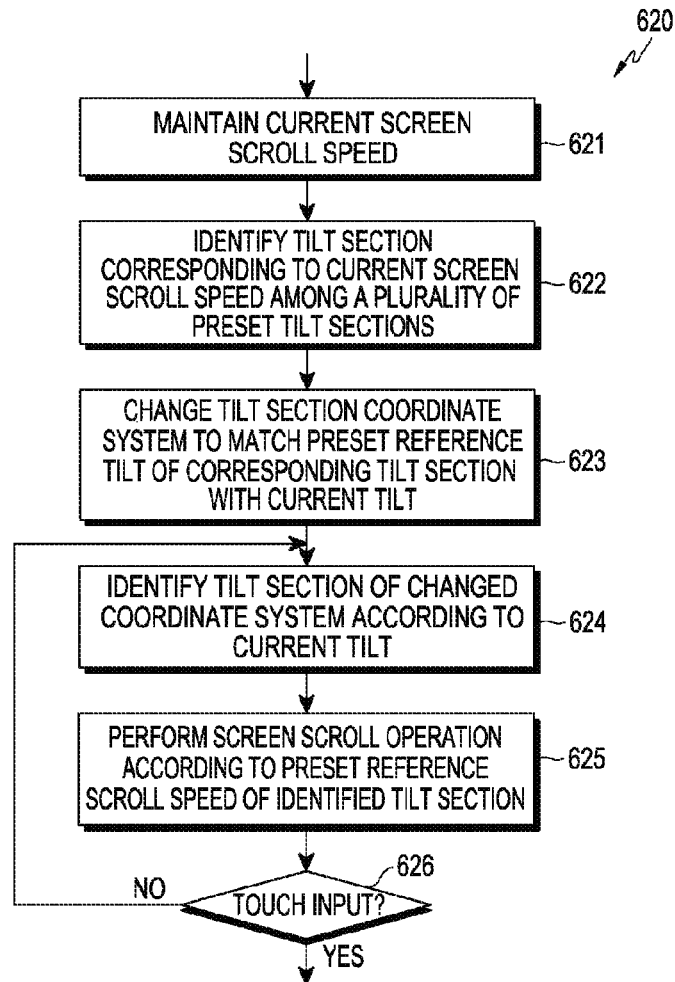 620
MAINTAIN CURRENT SCREEN
SCROLL SPEED
621
IDENTIFY TILT SECTION
CORRESPONDING TO CURRENT SCREEN
SCROLL SPEED AMONG A PLURALITY OF
PRESET TILT SECTIONS
622
CHANGE TILT SECTION COORDINATE
SYSTEM TO MATCH PRESET REFERENCE
TILT OF CORRESPONDING TILT SECTION
WITH CURRENT TILT
623
IDENTIFY TILT SECTION OF CHANGED
COORDINATE SYSTEM ACCORDING TO
CURRENT TILT
624
PERFORM SCREEN SCROLL OPERATION
ACCORDING TO PRESET REFERENCE
SCROLL SPEED OF IDENTIFIED TILT SECTION
625
626
NO
TOUCH INPUT?
YES